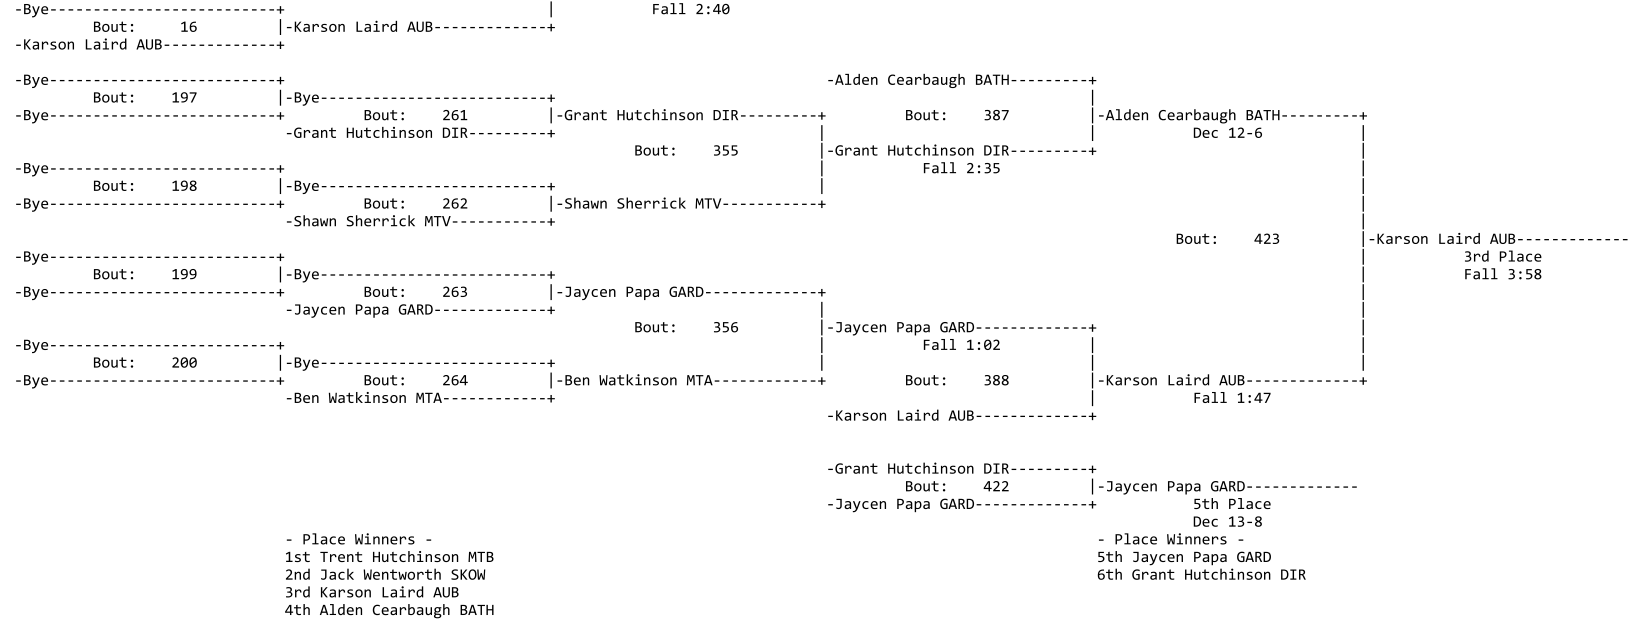 -Bye--------------------------+ | Fall 2:40
Bout: 16 |-Karson Laird AUB-------------+
-Karson Laird AUB-------------+
-Bye--------------------------+ -Alden Cearbaugh BATH---------+
Bout: 197 |-Bye--------------------------+ |
-Bye--------------------------+ Bout: 261 |-Grant Hutchinson DIR---------+ Bout: 387 |-Alden Cearbaugh BATH---------+
-Grant Hutchinson DIR---------+ | | Dec 12-6 |
Bout: 355 |-Grant Hutchinson DIR---------+ |
-Bye--------------------------+ | Fall 2:35 |
Bout: 198 |-Bye--------------------------+ | |
-Bye--------------------------+ Bout: 262 |-Shawn Sherrick MTV-----------+ |
-Shawn Sherrick MTV-----------+ |
Bout: 423 |-Karson Laird AUB-------------
-Bye--------------------------+ | 3rd Place
Bout: 199 |-Bye--------------------------+ | Fall 3:58
-Bye--------------------------+ Bout: 263 |-Jaycen Papa GARD-------------+ |
-Jaycen Papa GARD-------------+ | |
Bout: 356 |-Jaycen Papa GARD-------------+ |
-Bye--------------------------+ | Fall 1:02 | |
Bout: 200 |-Bye--------------------------+ | | |
-Bye--------------------------+ Bout: 264 |-Ben Watkinson MTA------------+ Bout: 388 |-Karson Laird AUB-------------+
-Ben Watkinson MTA------------+ | Fall 1:47
-Karson Laird AUB-------------+
-Grant Hutchinson DIR---------+
Bout: 422 |-Jaycen Papa GARD-------------
-Jaycen Papa GARD-------------+ 5th Place
Dec 13-8
- Place Winners - - Place Winners -
1st Trent Hutchinson MTB 5th Jaycen Papa GARD
2nd Jack Wentworth SKOW 6th Grant Hutchinson DIR
3rd Karson Laird AUB
4th Alden Cearbaugh BATH